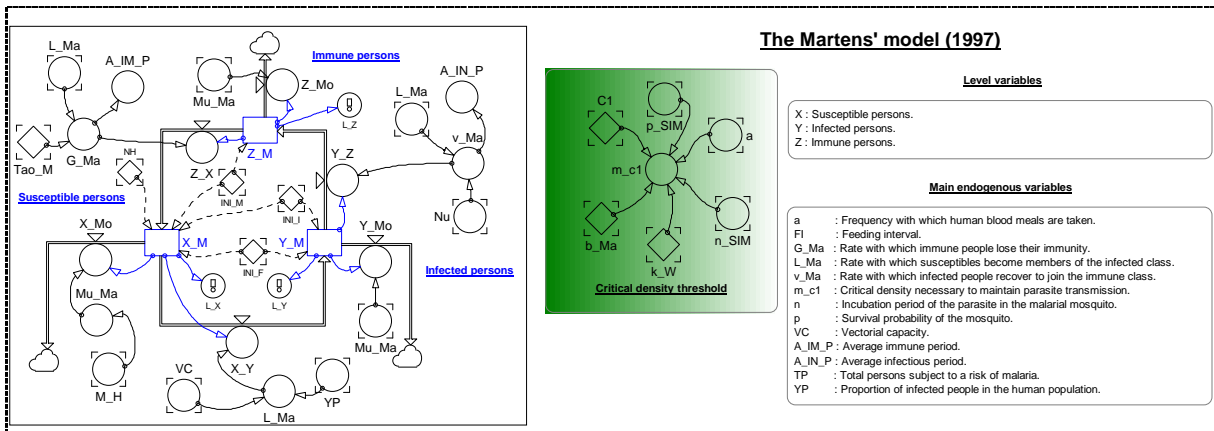 The Martens' model (1997)
L_Ma
A_IM_P
Immune persons
A_IN_P
Mu_Ma
Z_Mo
L_Ma
L_Z
v_Ma
Tao_M
G_Ma
NH
Z_X
Z_M
Y_Z
INI_M
Susceptible persons
INI_I
Nu
X_Mo
X_M
Y_M
Y_Mo
INI_F
Infected persons
L_X
L_Y
Mu_Ma
Mu_Ma
X_Y
M_H
VC
L_Ma
YP
C1
p_SIM
a
m_c1
b_Ma
k_W
n_SIM
Critical density threshold
Level variables
X : Susceptible persons.
Y : Infected persons.
Z : Immune persons.
Main endogenous variables
a : Frequency with which human blood meals are taken.
FI : Feeding interval.
G_Ma : Rate with which immune people lose their immunity.
L_Ma : Rate with which susceptibles become members of the infected class.
v_Ma : Rate with which infected people recover to join the immune class.
m_c1 : Critical density necessary to maintain parasite transmission.
n : Incubation period of the parasite in the malarial mosquito.
p : Survival probability of the mosquito.
VC : Vectorial capacity.
A_IM_P : Average immune period.
A_IN_P : Average infectious period.
TP : Total persons subject to a risk of malaria.
YP : Proportion of infected people in the human population.